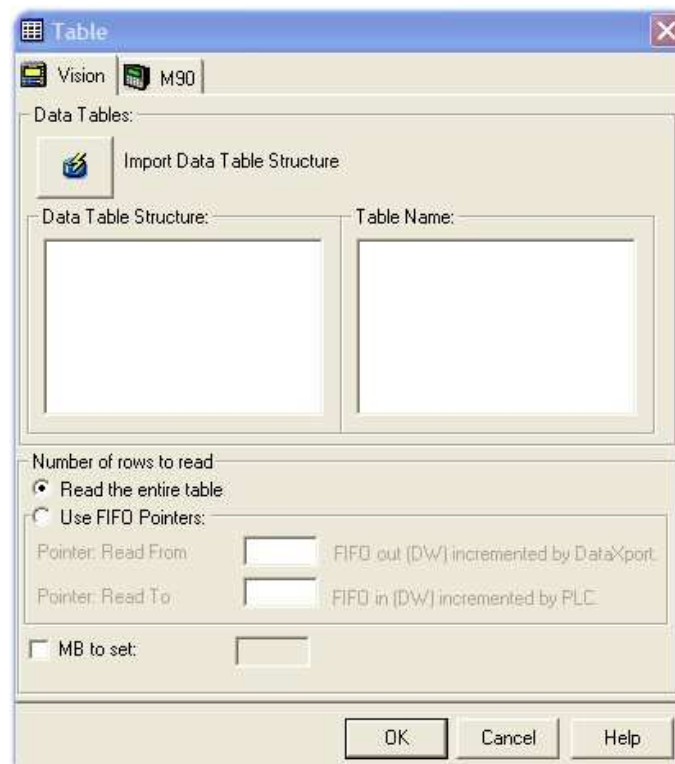 Table
Vision M90
Data Tables:
Import Data Table Structure
Data Table Structure: Table Name:
Number of rows to read
Read the entire table
Use FIFO Pointers:
Pointer: Read From FIFO out (DW) incremented by DataXport.
Pointer: Read To FIFO in (DW) incremented by PLC.
MB to set:
OK Cancel Help